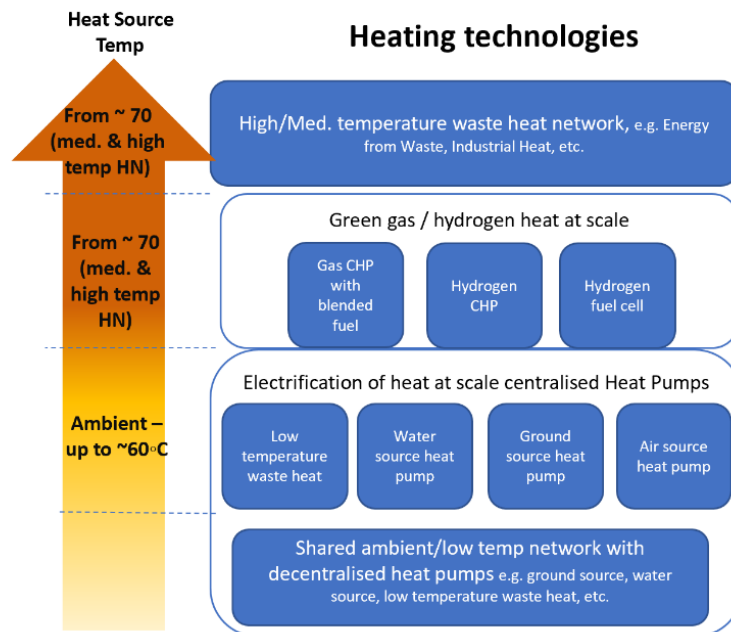 Heat Source
Temp
Heating technologies
From ~ 70
(med. & high
temp HN)
High/Med. temperature waste heat network, e.g. Energy
from Waste, Industrial Heat, etc.
From ~ 70
(med. &
high temp
HN)
Green gas / hydrogen heat at scale
Gas CHP
with
blended
fuel
Hydrogen
CHP
Hydrogen
fuel cell
Ambient –
up to ~60°C
Electrification of heat at scale centralised Heat Pumps
Low
temperature
waste heat
Water
source heat
pump
Ground
source heat
pump
Air source
heat pump
Shared ambient/low temp network with
decentralised heat pumps e.g. ground source, water
source, low temperature waste heat, etc.